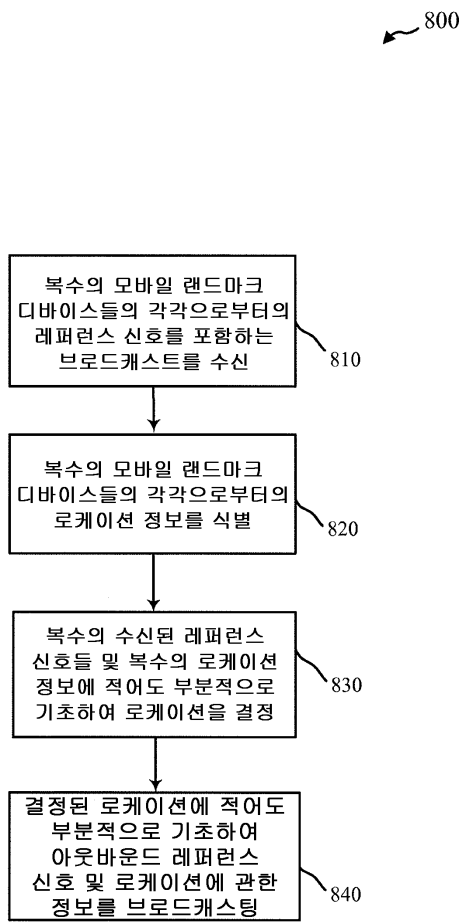 800
복수의 모바일 랜드마크
디바이스들의 각각으로부터의
레퍼런스 신호를 포함하는
브로드캐스트를 수신
810
복수의 모바일 랜드마크
디바이스들의 각각으로부터의
로케이션 정보를 식별
820
복수의 수신된 레퍼런스
신호들 및 복수의 로케이션
정보에 적어도 부분적으로
기초하여 로케이션을 결정
830
결정된 로케이션에 적어도
부분적으로 기초하여
아웃바운드 레퍼런스
신호 및 로케이션에 관한
정보를 브로드캐스팅
840